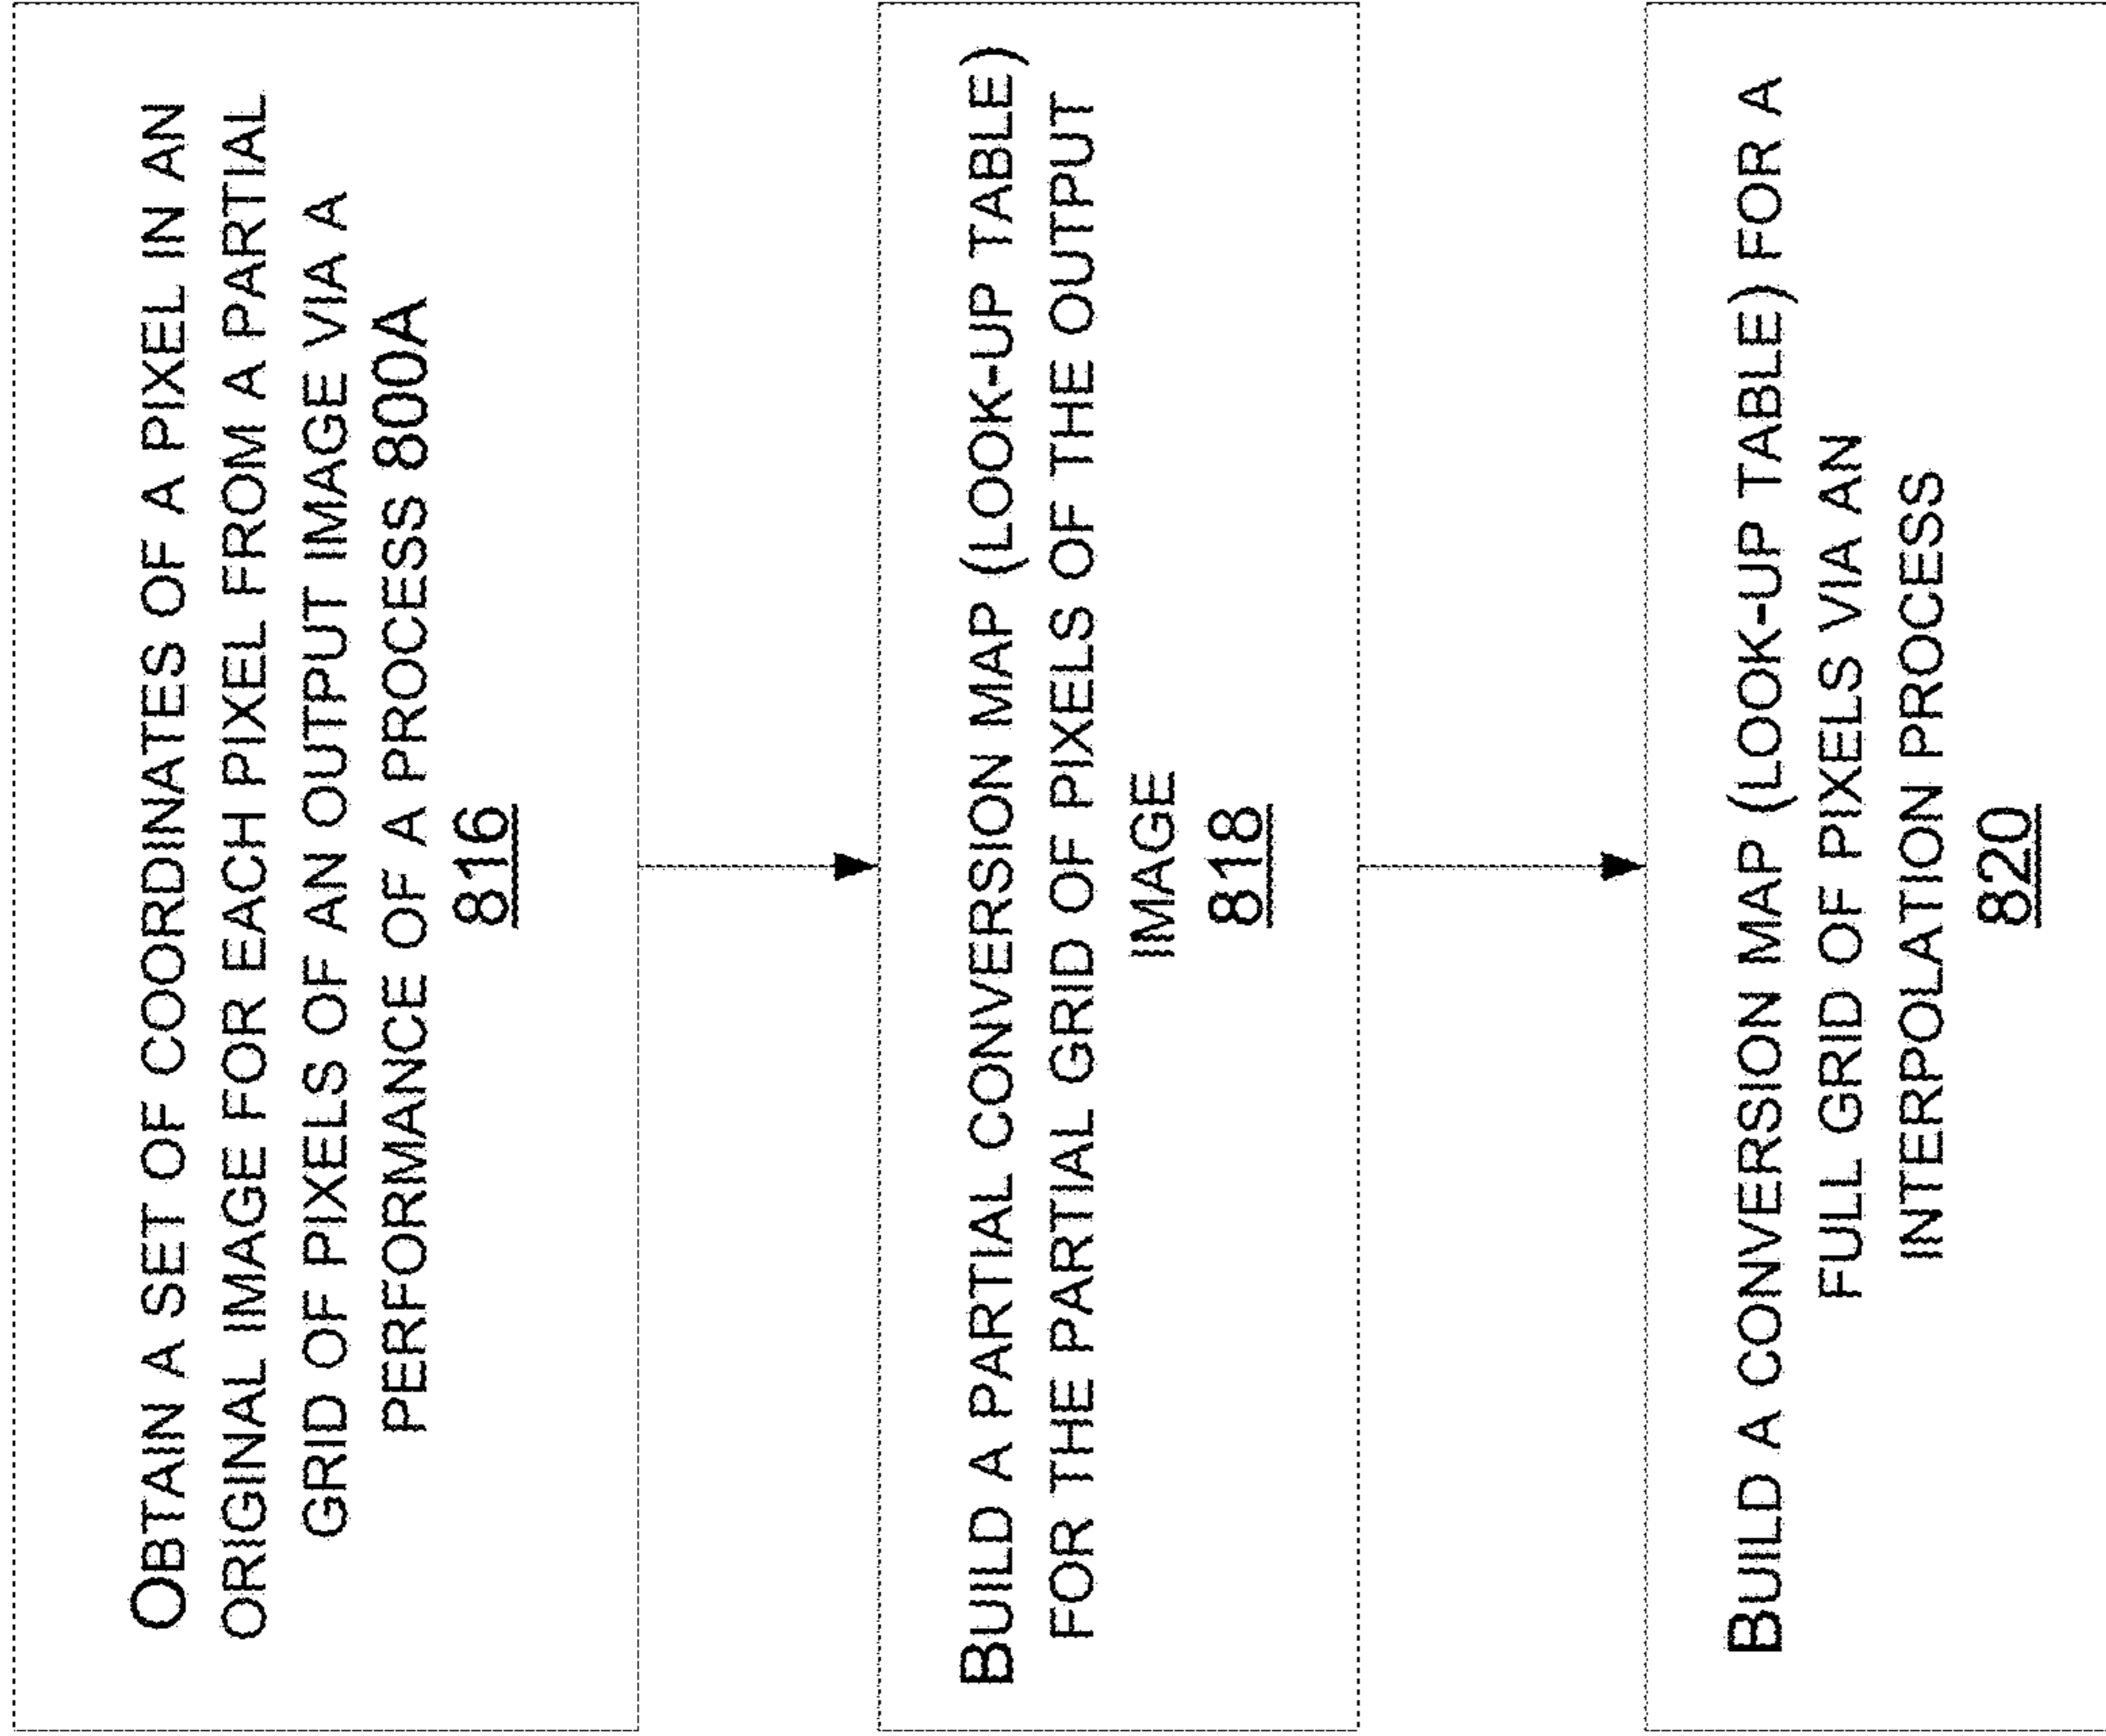 OBTAIN A SET OF COORDINATES OF A PIXEL IN AN
ORIGINAL IMAGE FOR EACH PIXEL FROM A PARTIAL
GRID OF PIXELS OF AN OUTPUT IMAGE VIA A
PERFORMANCE OF A PROCESS 800A
816
BUILD A PARTIAL CONVERSION MAP (LOOK-UP TABLE)
FOR THE PARTIAL GRID OF PIXELS OF THE OUTPUT
IMAGE
818
BUILD A CONVERSION MAP (LOOK-UP TABLE) FOR A
FULL GRID OF PIXELS VIA AN
INTERPOLATION PROCESS
820